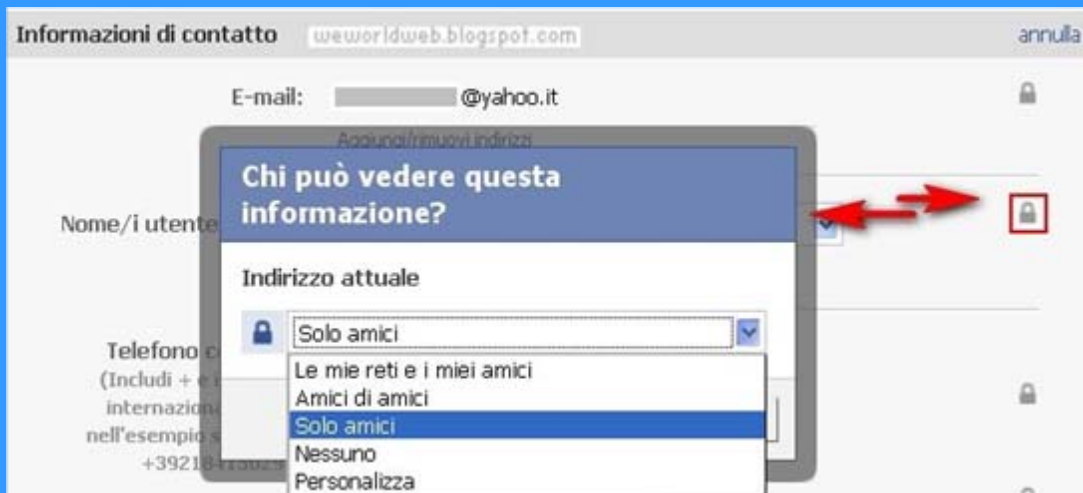 Informazioni di contatto weworldweb.blogspot.com annulla
E-mail: @yahoo.it
Aggiungi/rimuovi indirizzi
Chi può vedere questa
informazione?
Nome/i utente
Indirizzo attuale
Solo amici
Telefono
(Includi +
Le mie reti e i miei amici
Amici di amici
Solo amici
Nessuno
Personalizza
nell'esempio